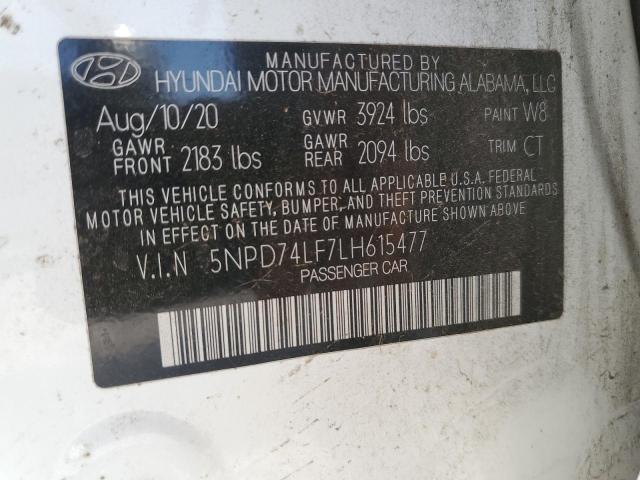 MANUFACTURED BY
HYUNDAI MOTOR MANUFACTURING ALABAMA, LLC
Aug/10/20 GVWR 3924 lbs PAINT W8
GAWR FRONT 2183 lbs GAWR REAR 2094 lbs TRIM CT
THIS VEHICLE CONFORMS TO ALL APPLICABLE U.S.A. FEDERAL
MOTOR VEHICLE SAFETY, BUMPER, AND THEFT PREVENTION STANDARDS
IN EFFECT ON THE DATE OF MANUFACTURE SHOWN ABOVE.
V.I.N 5NPD74LF7LH615477
PASSENGER CAR